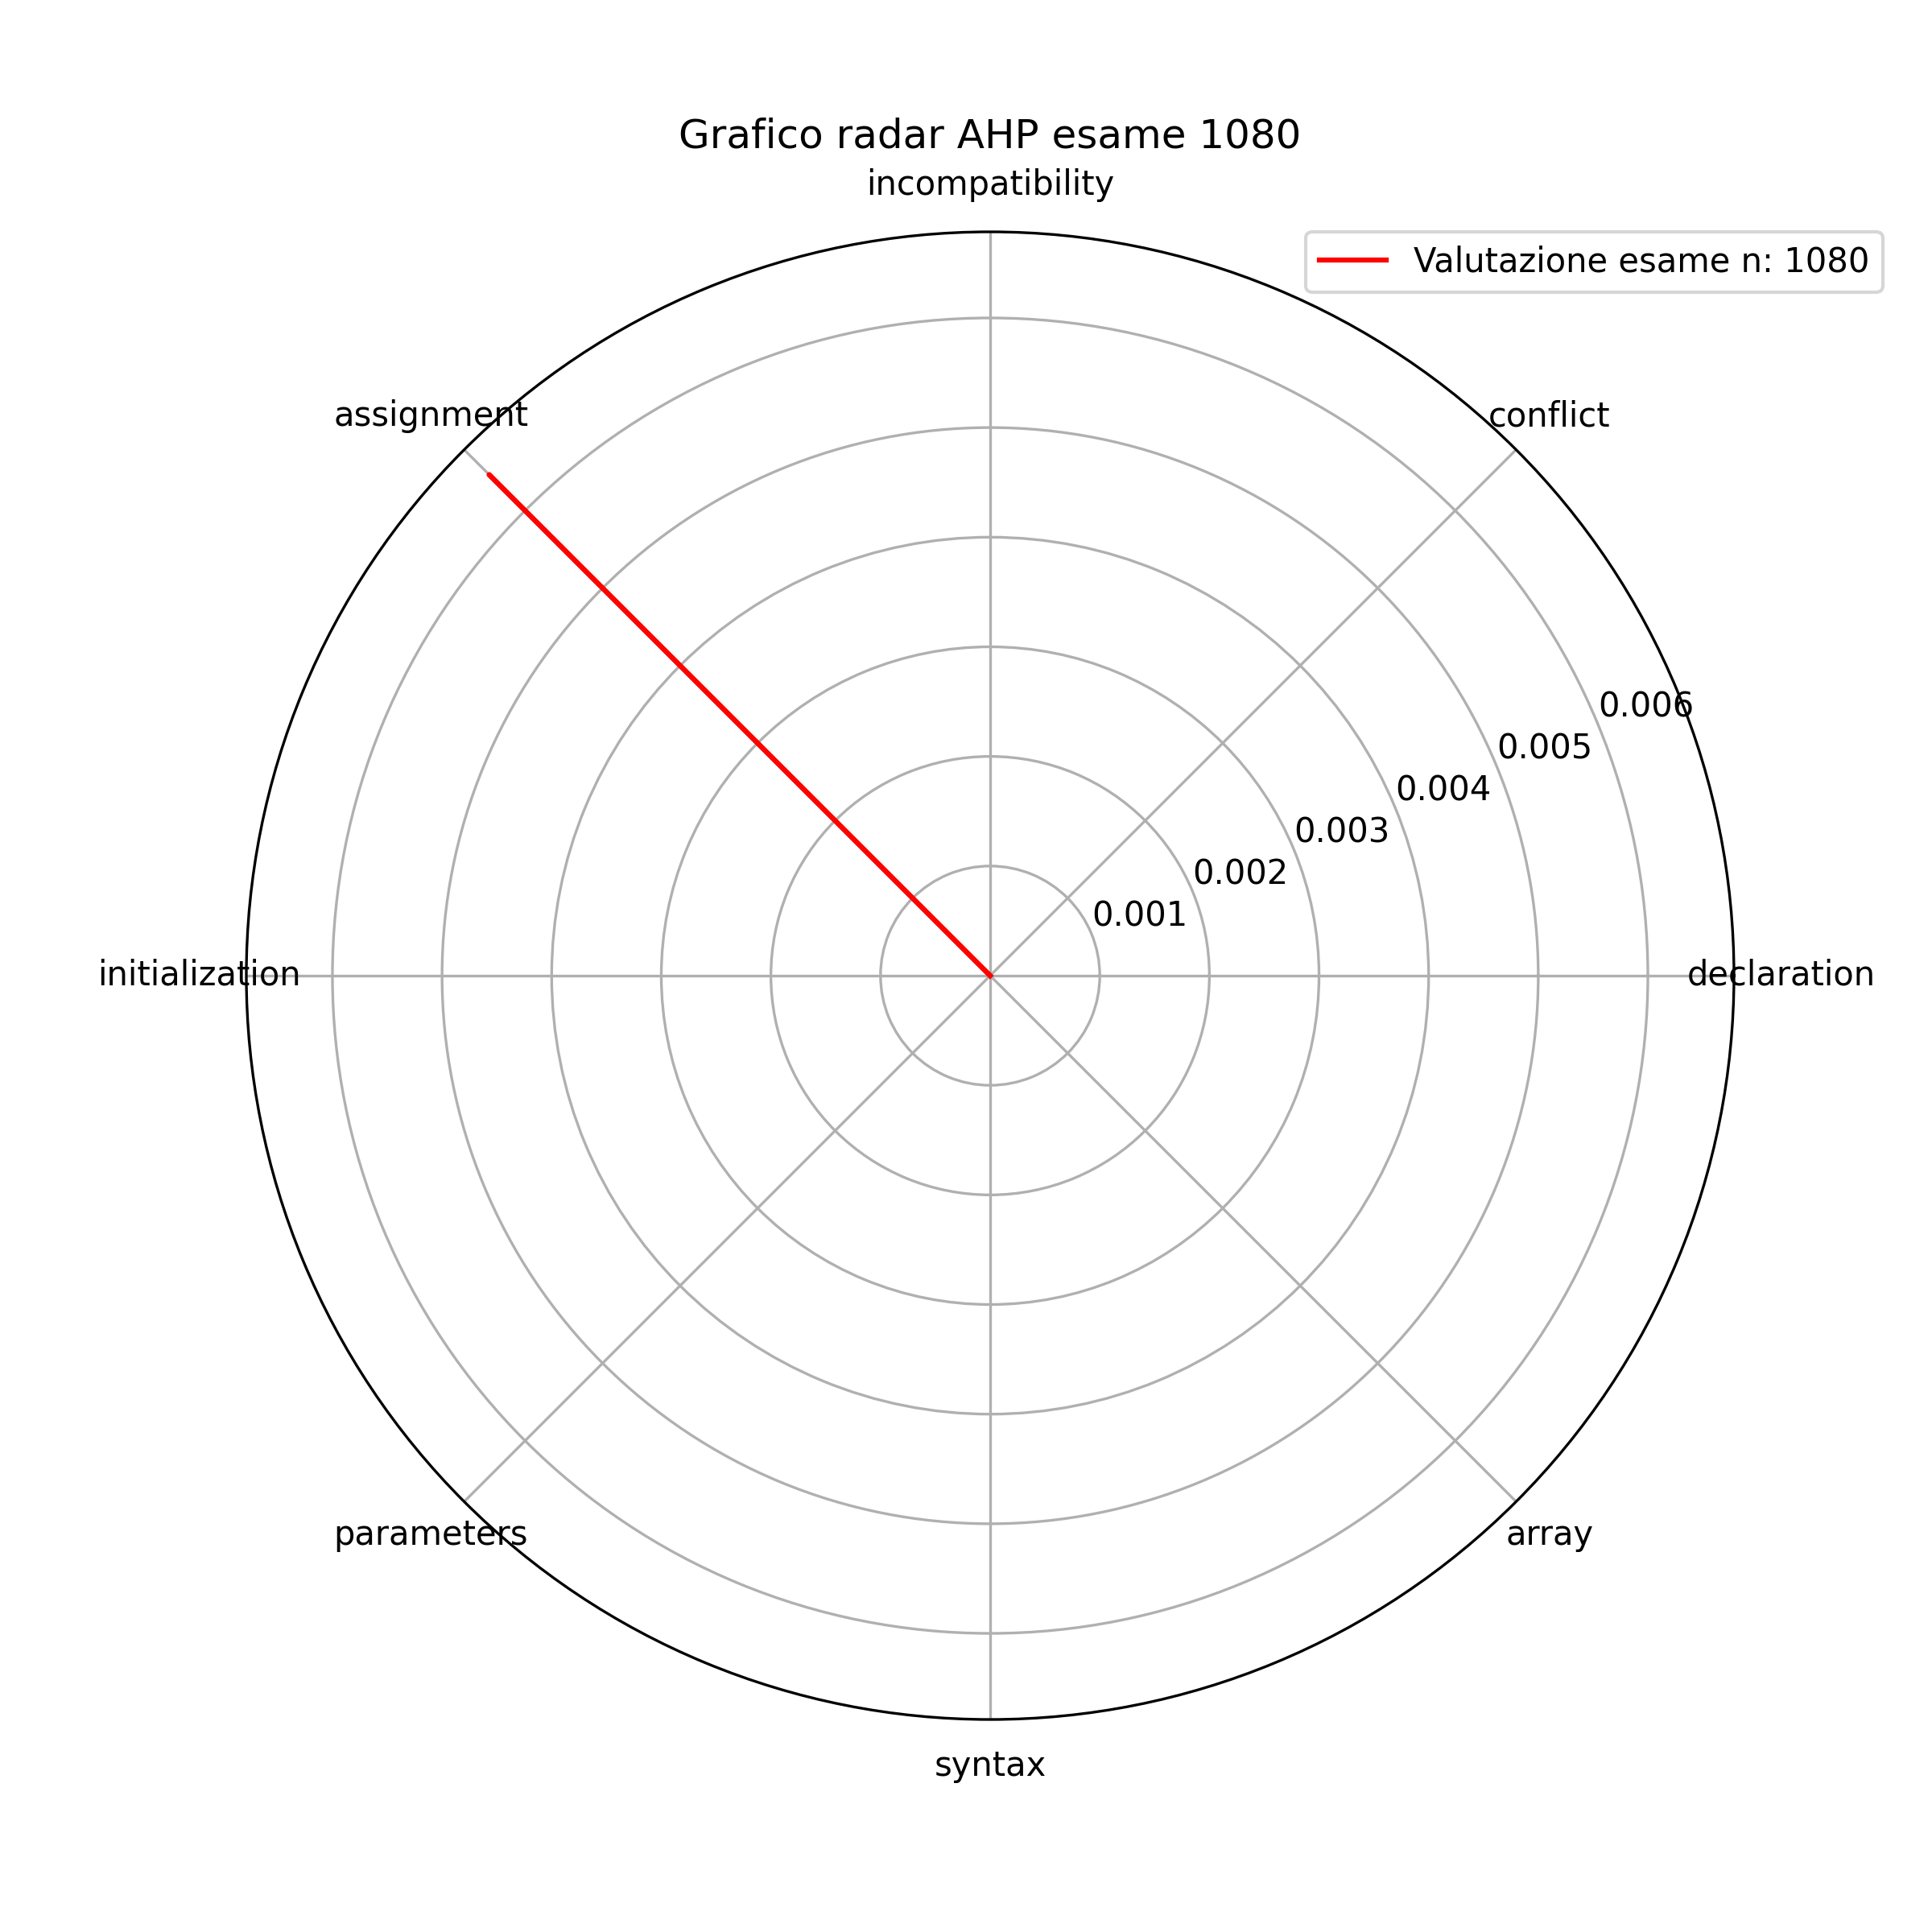 Grafico radar AHP esame 1080
incompatibility
Valutazione esame n: 1080
assignment
conflict
0.006
0.005
0.004
0.003
0.002
0.001
initialization
declaration
parameters
array
syntax